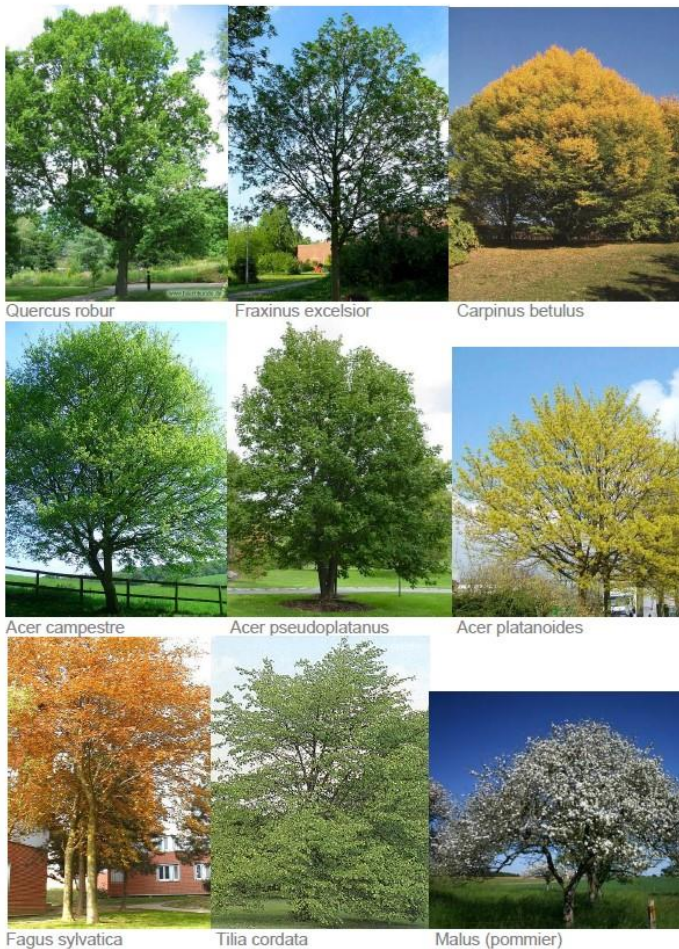 Quercus robur
Fraxinus excelsior
Carpinus betulus
Acer campestre
Acer pseudoplatanus
Acer platanoides
Fagus sylvatica
Tilia cordata
Malus (pommier)